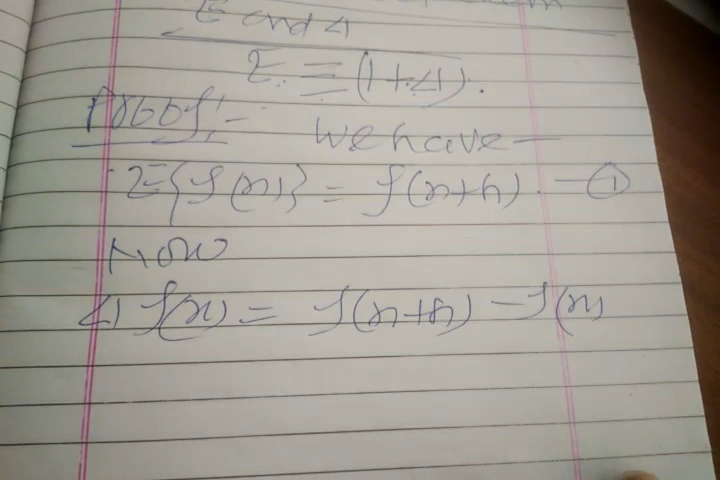 E and Δ
E ≡ (1+Δ).
Proof:- We have —
E{f(x)} = f(x+h) — ①
Now
Δ f(x) = f(x+h) - f(x)